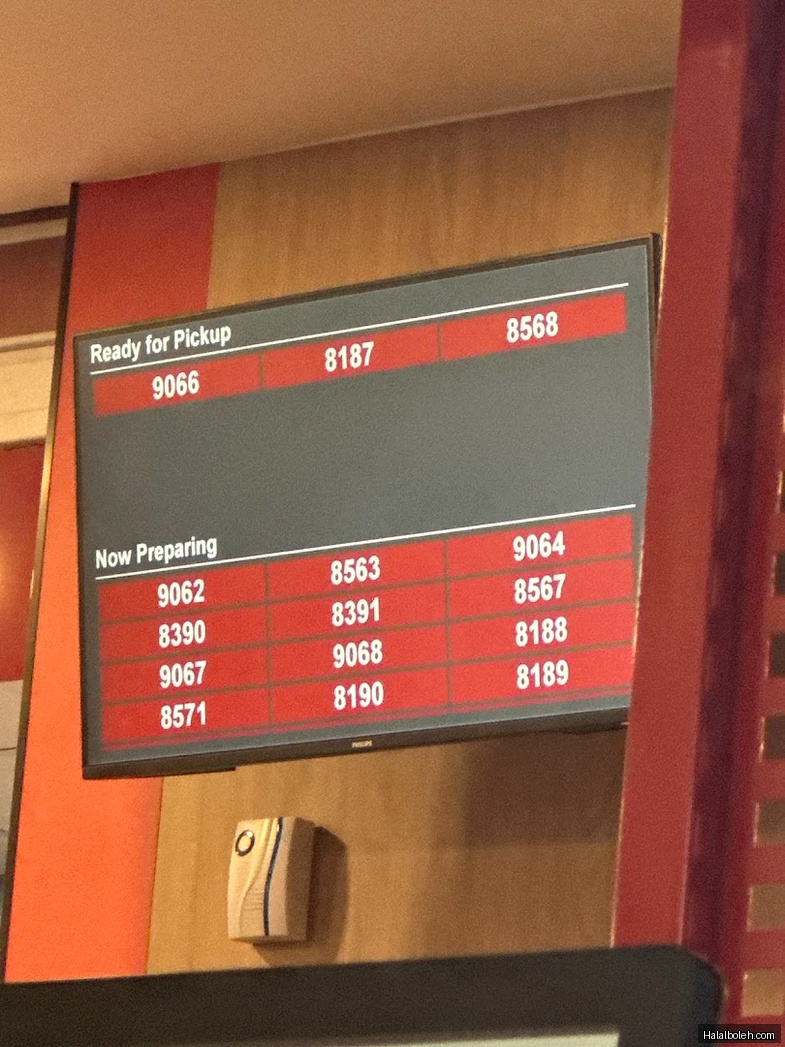 Ready for Pickup
9066 8187 8568
Now Preparing
9062 8563 9064
8390 8391 8567
9067 9068 8188
8571 8190 8189
PHILIPS
Halalboleh.com